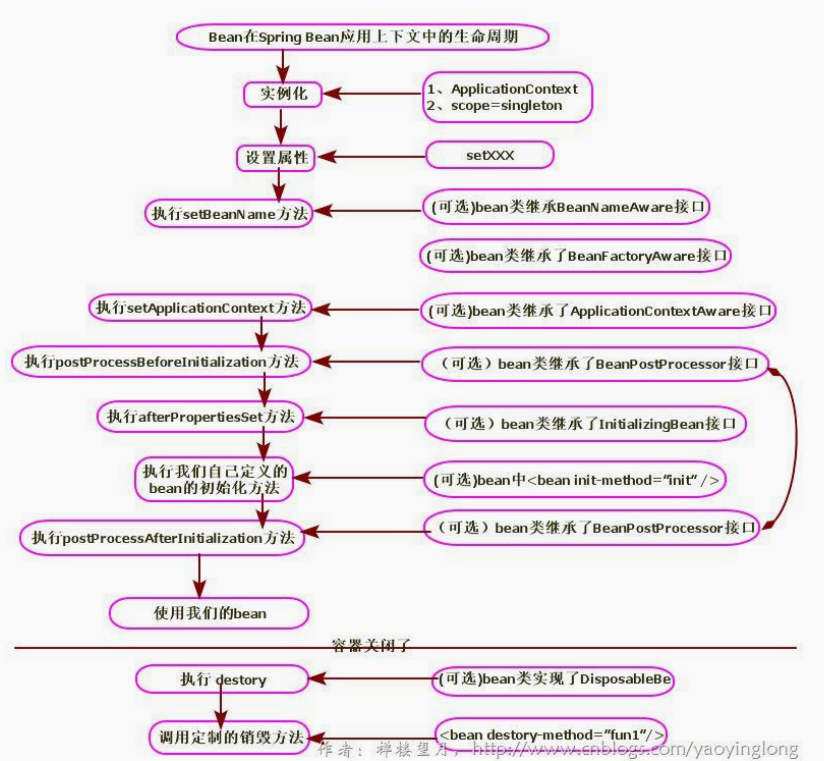 Bean在Spring Bean应用上下文中的生命周期
实例化
1、ApplicationContext
2、scope=singleton
设置属性
setXXX
执行setBeanName方法
(可选)bean类继承BeanNameAware接口
(可选)bean类继承了BeanFactoryAware接口
执行setApplicationContext方法
(可选)bean类继承了ApplicationContextAware接口
执行postProcessBeforeInitialization方法
（可选）bean类继承了BeanPostProcessor接口
执行afterPropertiesSet方法
（可选）bean类继承了InitializingBean接口
执行我们自己定义的
bean的初始化方法
(可选)bean中<bean init-method="init" />
执行postProcessAfterInitialization方法
（可选）bean类继承了BeanPostProcessor接口
使用我们的bean
容器关闭了
执行 destory
(可选)bean类实现了DisposableBe
调用定制的销毁方法
<bean destory-method="fun1"/>
作者：禅楼望月，http://www.cnblogs.com/yaoyinglong